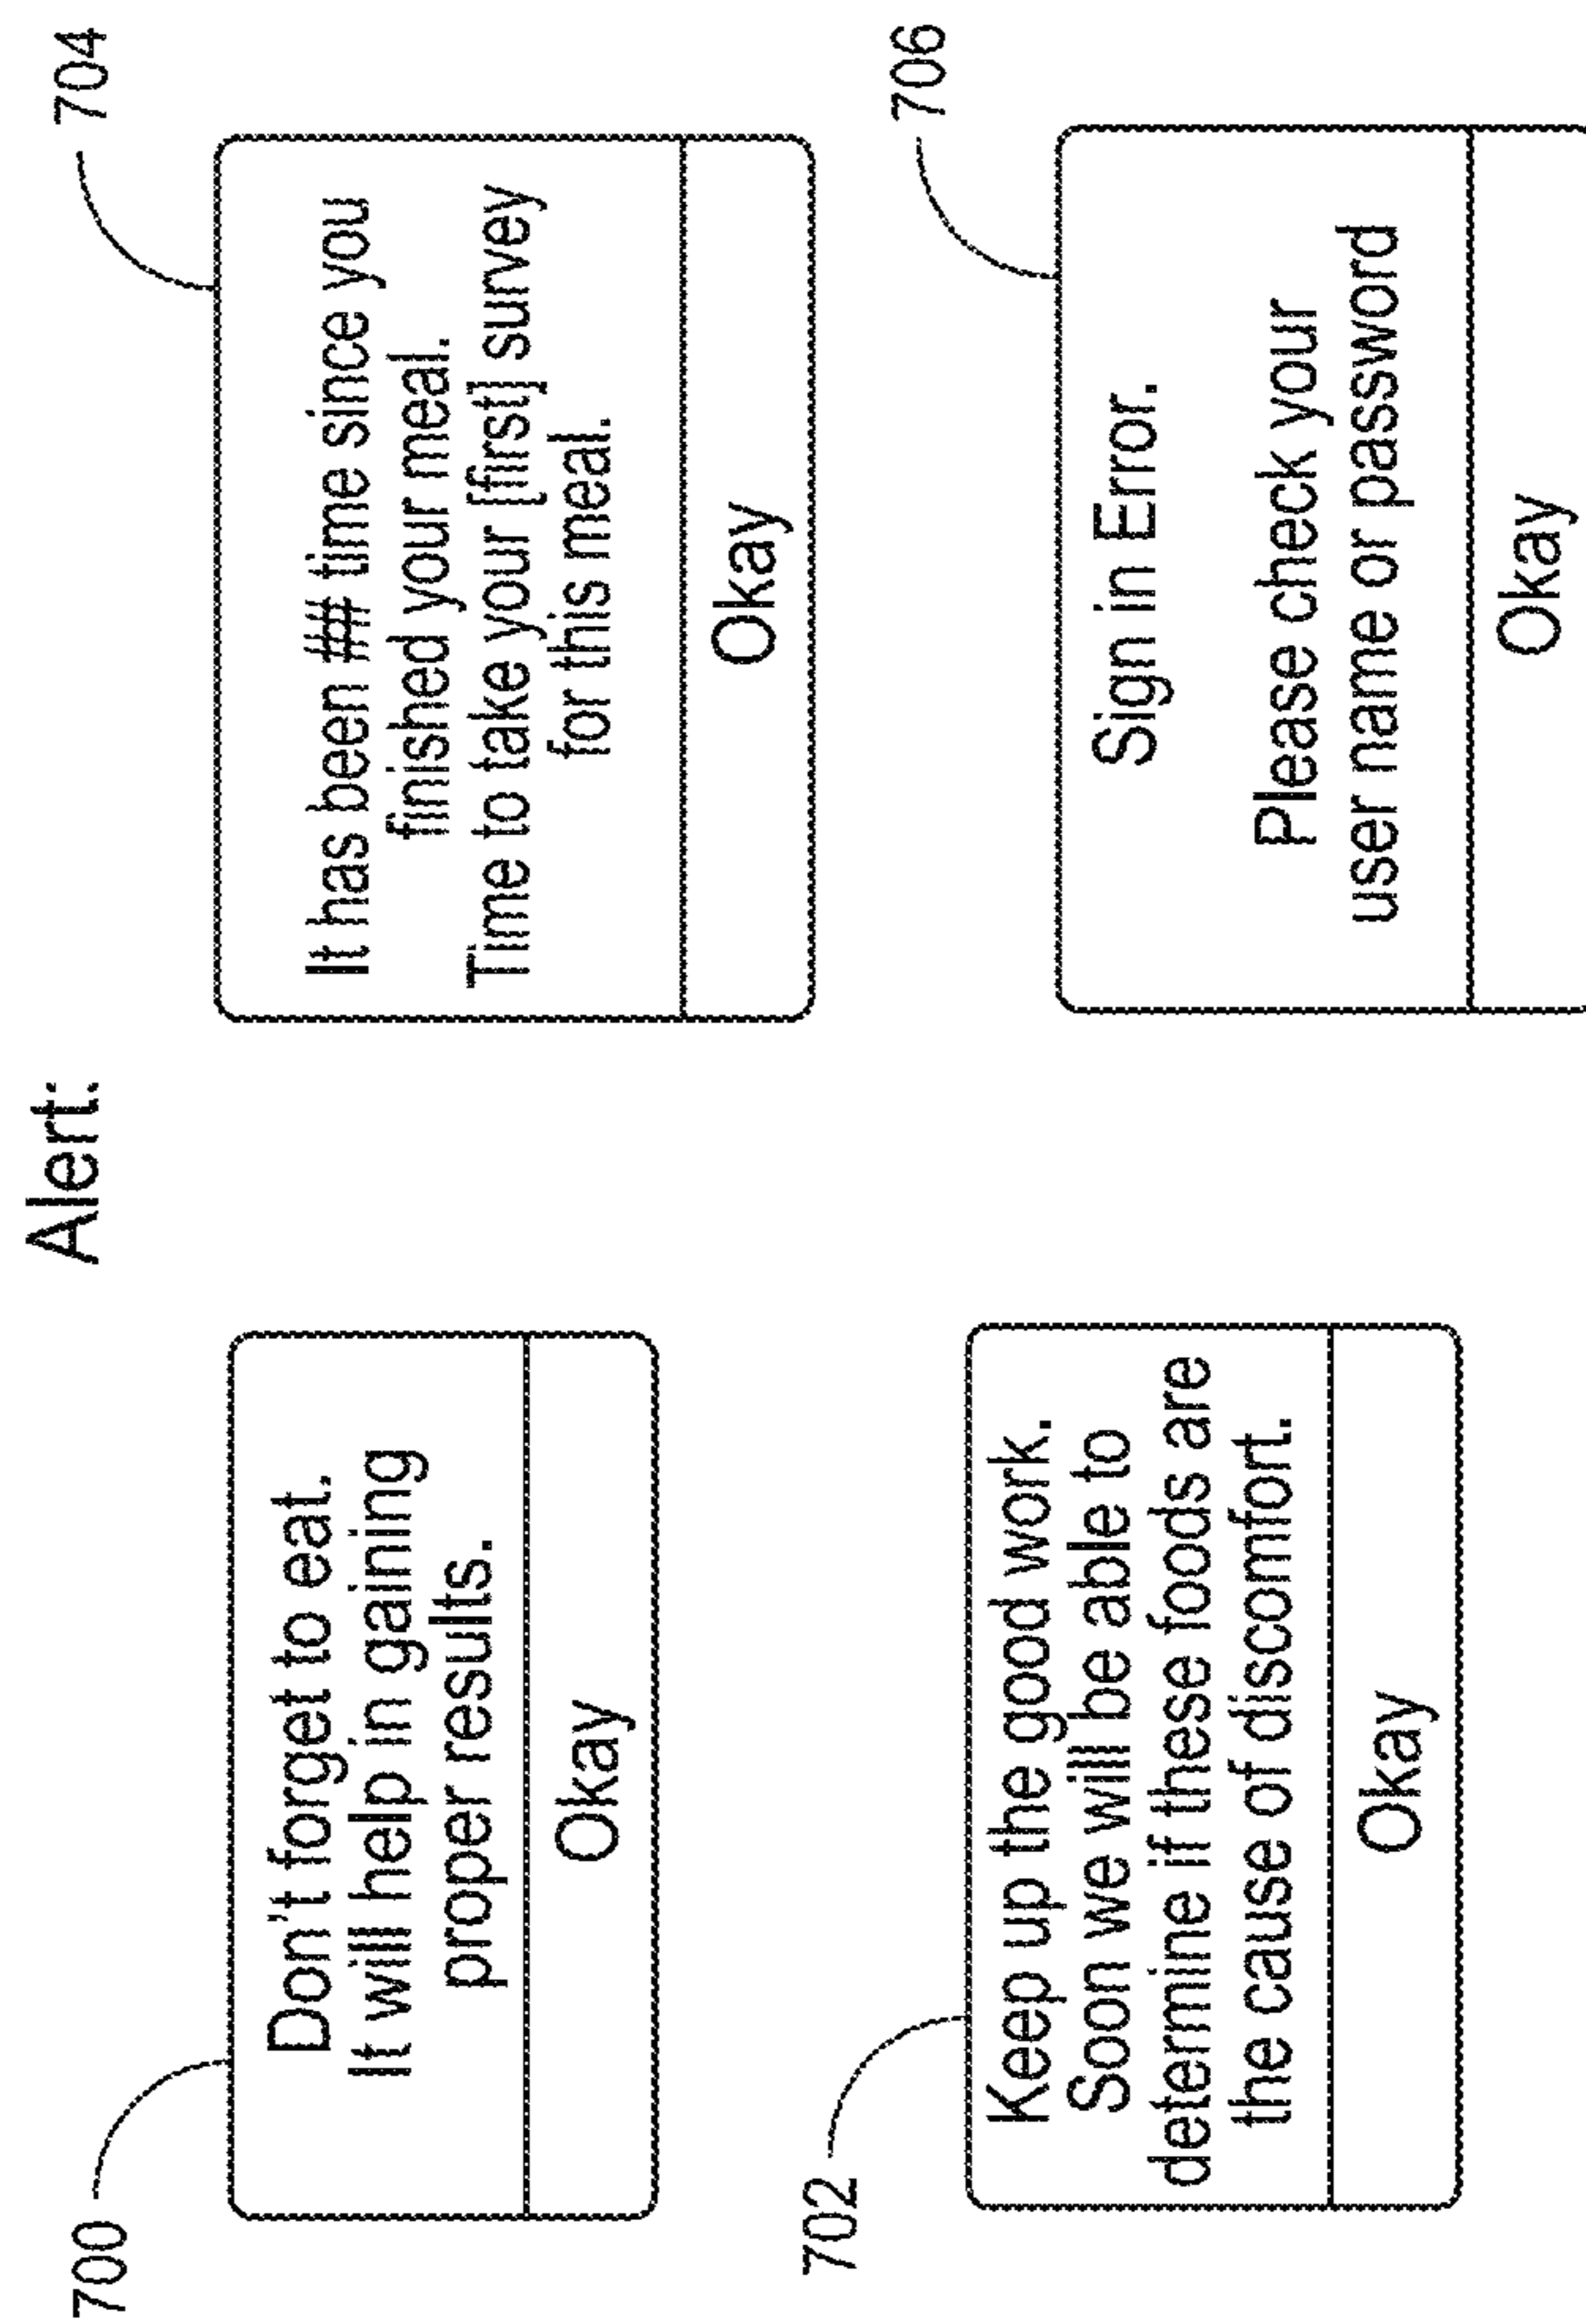 Alert:
700
Don't forget to eat.
It will help in gaining
proper results.
Okay
702
Keep up the good work.
Soon we will be able to
determine if these foods are
the cause of discomfort.
Okay
704
It has been ## time since you
finished your meal.
Time to take your [first] survey
for this meal.
Okay
706
Sign in Error.
Please check your
user name or password
Okay